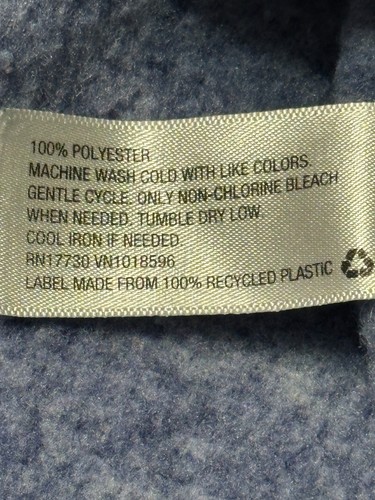 100% POLYESTER
MACHINE WASH COLD WITH LIKE COLORS.
GENTLE CYCLE. ONLY NON-CHLORINE BLEACH
WHEN NEEDED. TUMBLE DRY LOW.
COOL IRON IF NEEDED.
RN17730 VN1018596
LABEL MADE FROM 100% RECYCLED PLASTIC